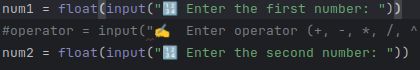 num1 = float(input("🔢 Enter the first number: "))
#operator = input("✍️ Enter operator (+, -, *, /, ^
num2 = float(input("🔢 Enter the second number: "))